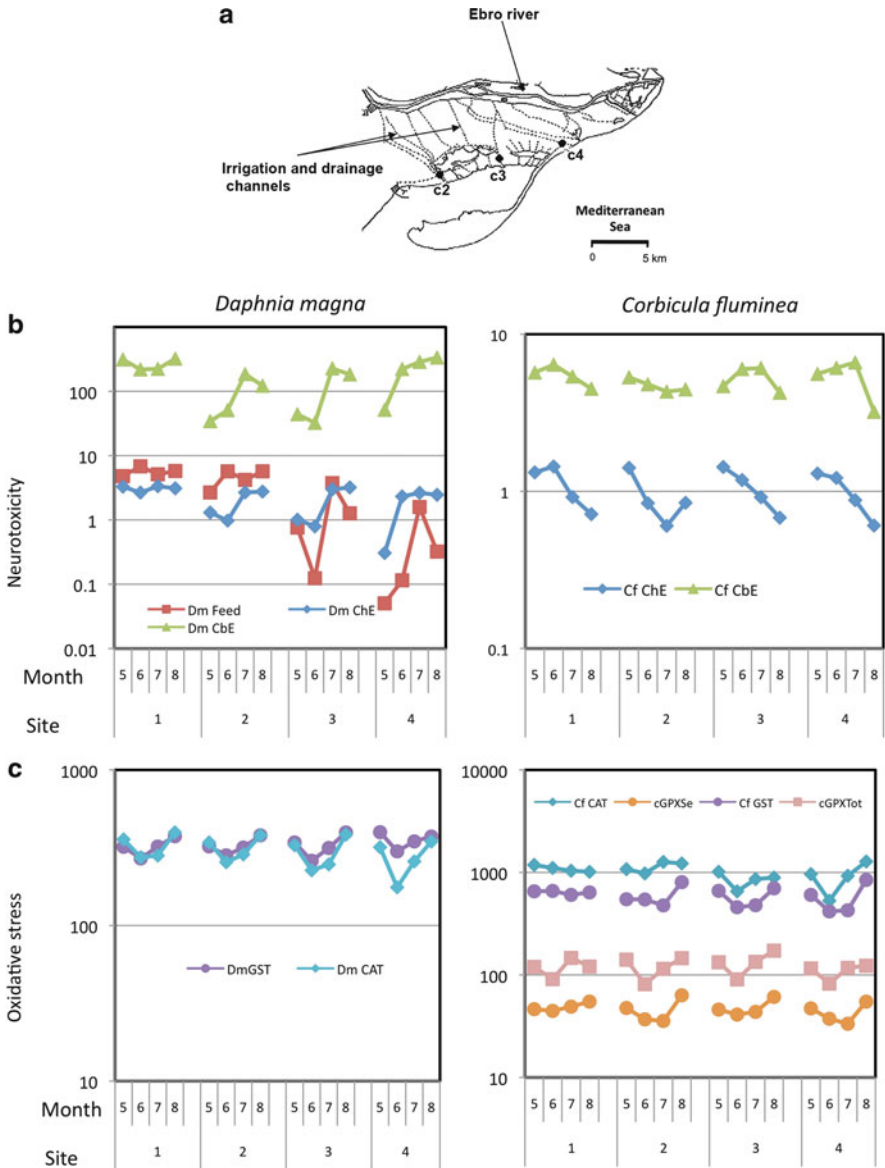 a
Ebro river
Irrigation and drainage
channels
c2
c3
c4
Mediterranean
Sea
0 5 km
b
Daphnia magna
Corbicula fluminea
Neurotoxicity
100
10
1
0.1
0.01
Dm Feed
Dm ChE
Dm CbE
10
1
0.1
Cf ChE
Cf CbE
Month
5 6 7 8 5 6 7 8 5 6 7 8 5 6 7 8
5 6 7 8 5 6 7 8 5 6 7 8 5 6 7 8
Site
1 2 3 4
1 2 3 4
c
Oxidative stress
1000
100
10
DmGST
Dm CAT
10000
1000
100
10
Cf CAT
cGPXSe
Cf GST
cGPXTot
Month
5 6 7 8 5 6 7 8 5 6 7 8 5 6 7 8
5 6 7 8 5 6 7 8 5 6 7 8 5 6 7 8
Site
1 2 3 4
1 2 3 4